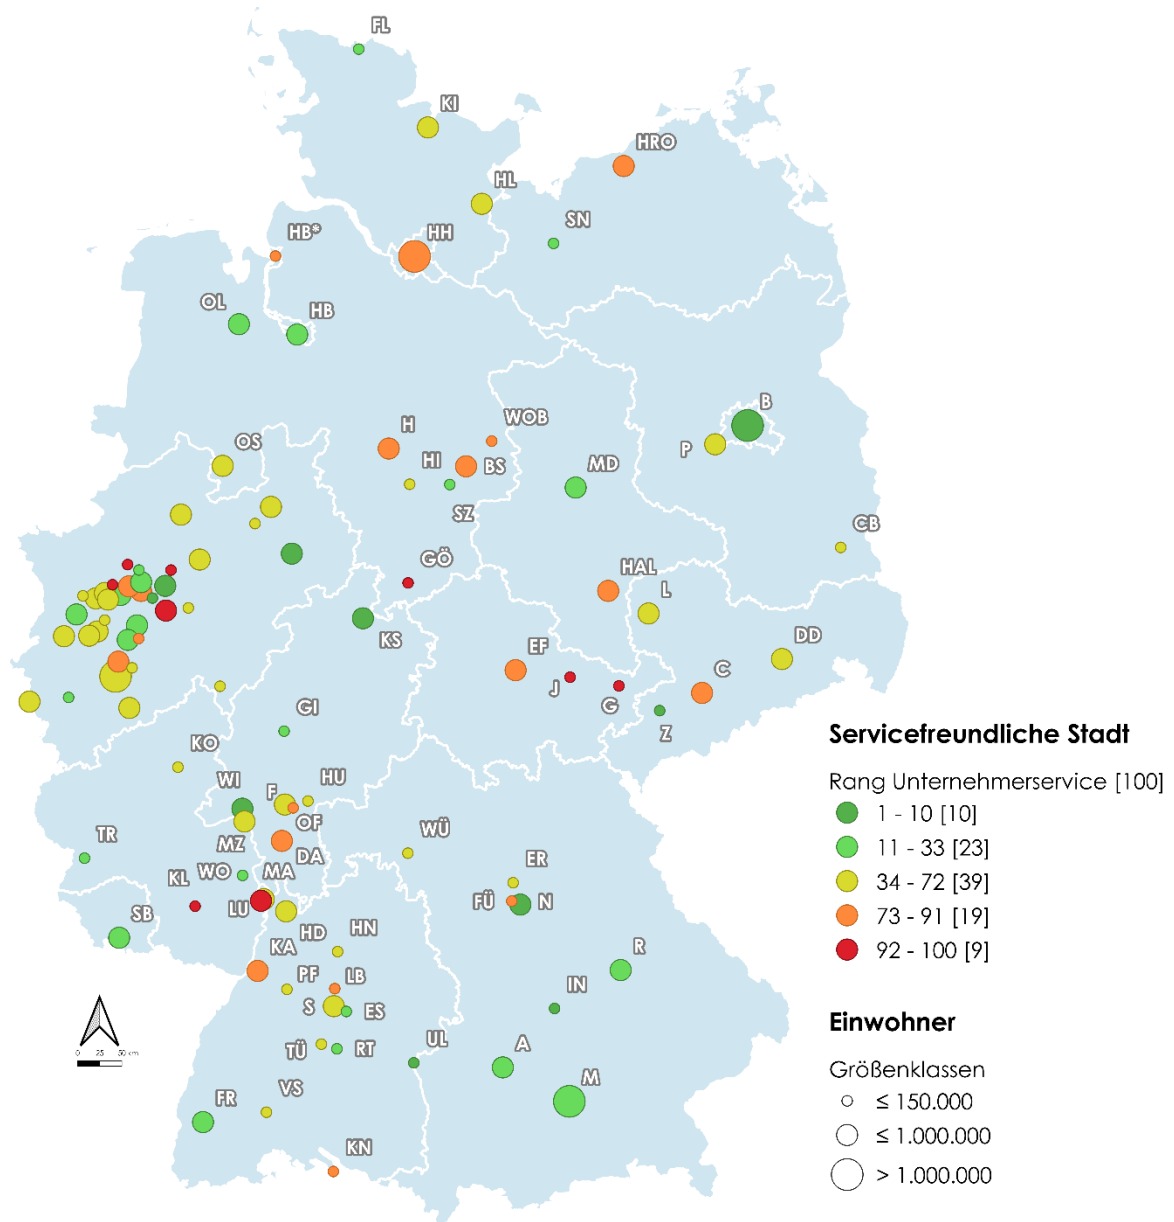 FL
KI
HRO
HL
SN
HB*
HH
OL
HB
B
H
WOB
OS
P
HI
BS
MD
SZ
CB
GÖ
HAL
L
KS
EF
DD
J
G
C
Z
GI
KO
WI
F
HU
OF
MZ
DA
WÜ
TR
WO
MA
KL
ER
LU
FÜ
N
SB
HD
HN
KA
R
PF
LB
IN
S
ES
TÜ
RT
UL
A
VS
M
FR
KN
0 25 50 cm
Servicefreundliche Stadt
Rang Unternehmerservice [100]
1 - 10 [10]
11 - 33 [23]
34 - 72 [39]
73 - 91 [19]
92 - 100 [9]
Einwohner
Größenklassen
≤ 150.000
≤ 1.000.000
> 1.000.000